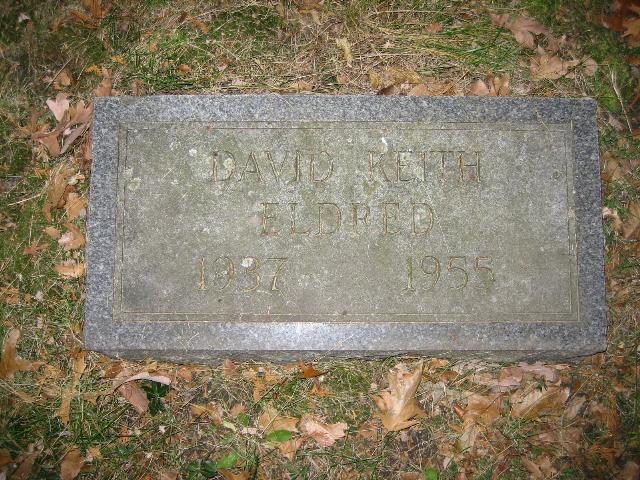 DAVID KEITH
ELDRED
1937 1955